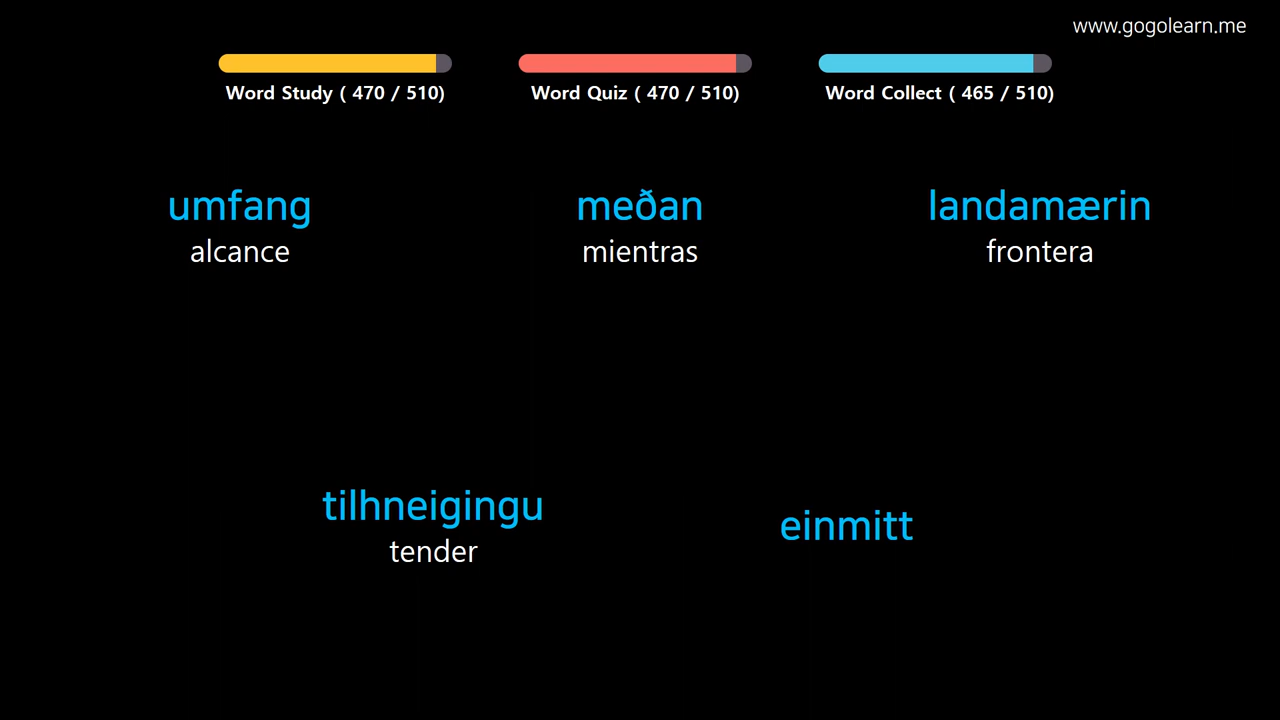 www.gogolearn.me
Word Study ( 470 / 510)
Word Quiz ( 470 / 510)
Word Collect ( 465 / 510)
umfang
alcance
meðan
mientras
landamærin
frontera
tilhneigingu
tender
einmitt